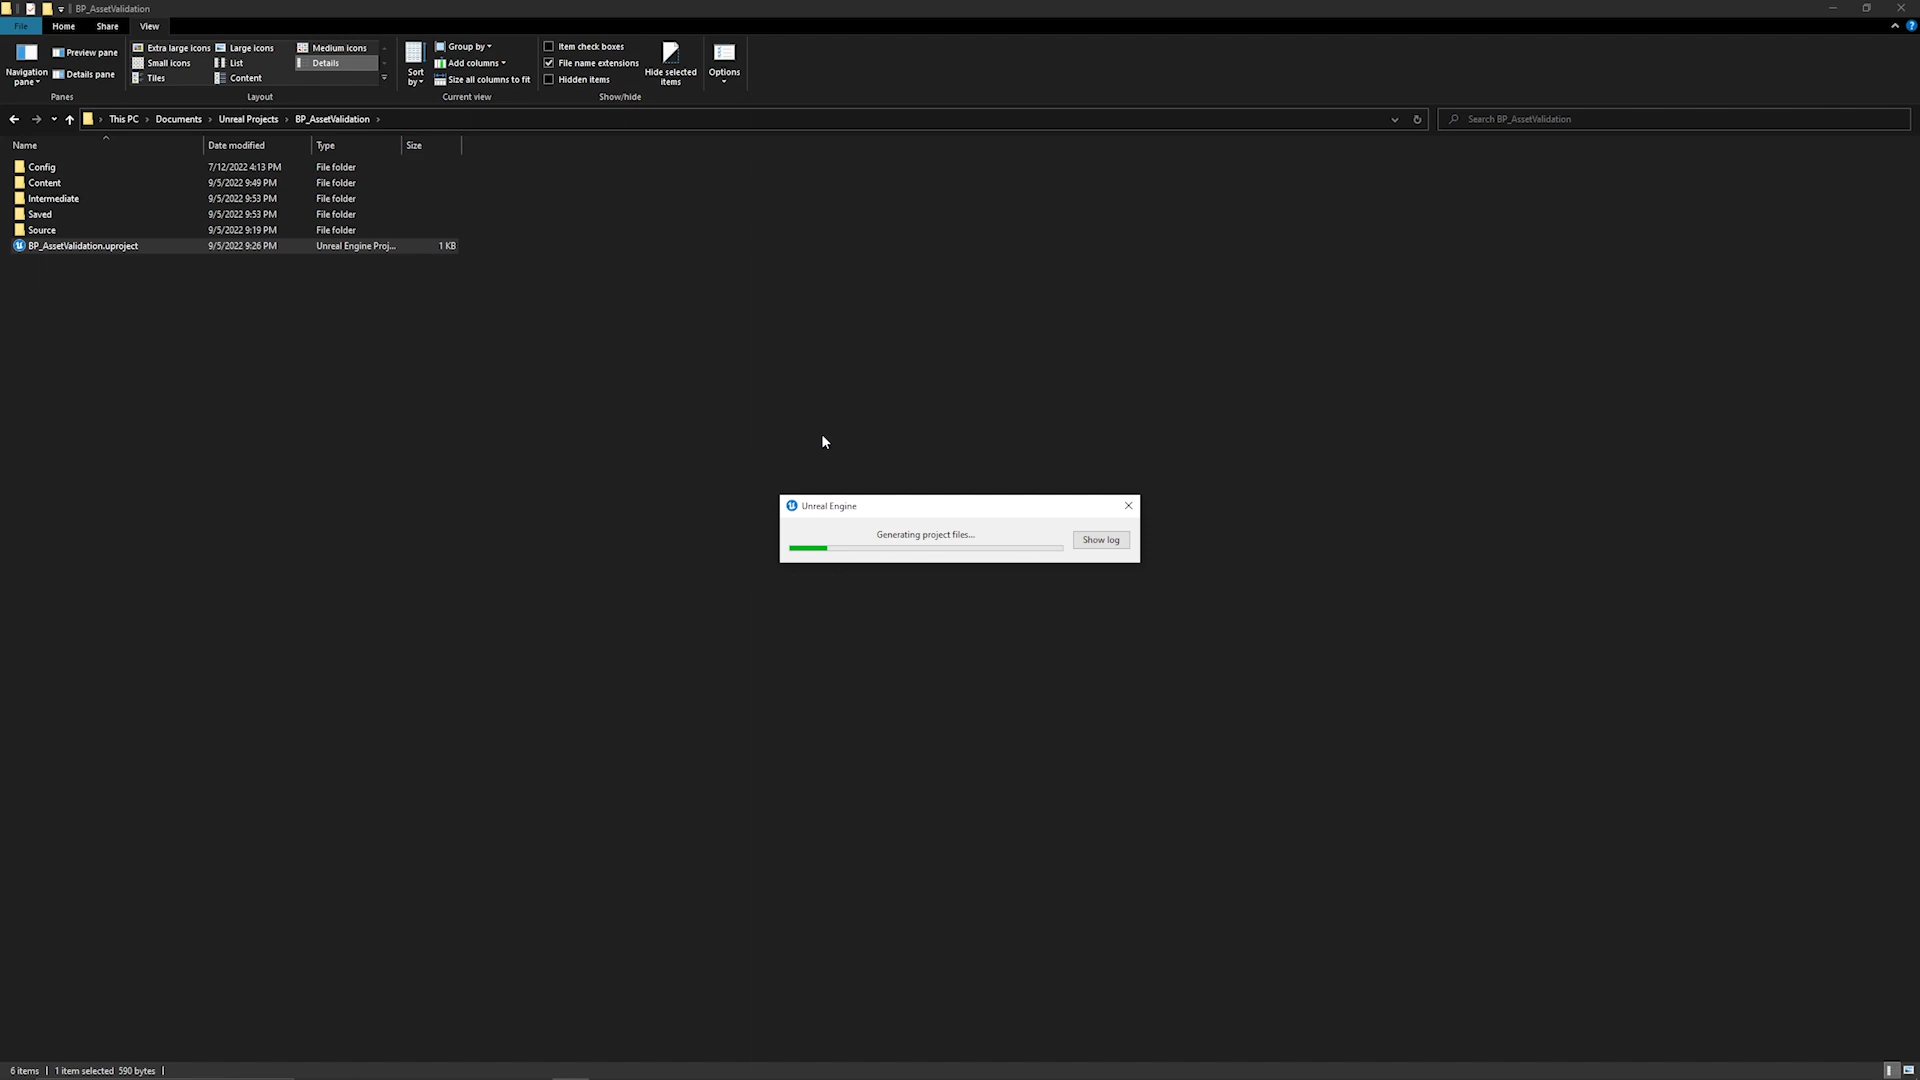 BP_AssetValidation
File Home Share View
Extra large icons Large icons Medium icons
Small icons List Details
Tiles Content
Preview pane
Details pane
Navigation pane
Sort by
Group by
Add columns
Size all columns to fit
Item check boxes
File name extensions
Hidden items
Hide selected items
Options
Panes Layout Current view Show/hide
This PC Documents Unreal Projects BP_AssetValidation
Search BP_AssetValidation
Name Date modified Type Size
Config 7/12/2022 4:13 PM File folder
Content 9/5/2022 9:49 PM File folder
Intermediate 9/5/2022 9:53 PM File folder
Saved 9/5/2022 9:53 PM File folder
Source 9/5/2022 9:19 PM File folder
BP_AssetValidation.uproject 9/5/2022 9:26 PM Unreal Engine Proj... 1 KB
Unreal Engine
Generating project files...
Show log
6 items 1 item selected 590 bytes